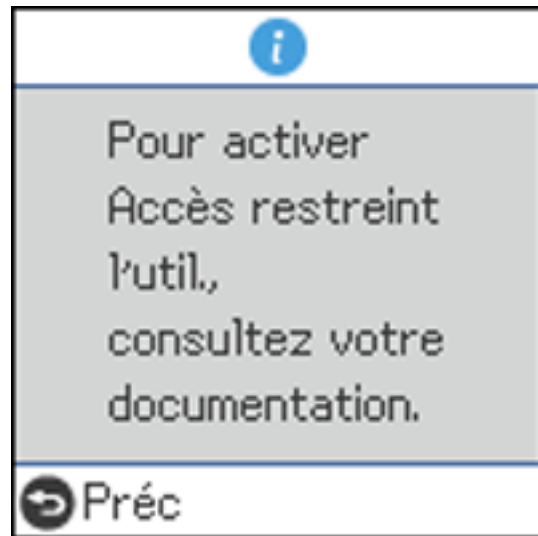 i
Pour activer
Accès restreint
l'util.,
consultez votre
documentation.
Préc